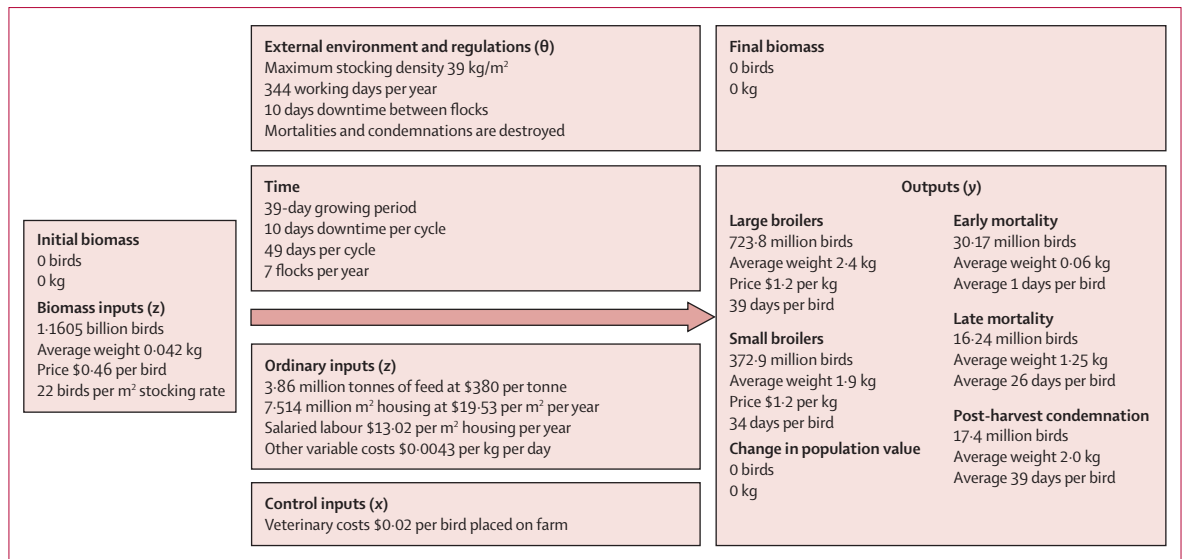 Initial biomass
0 birds
0 kg
Biomass inputs (z)
1·1605 billion birds
Average weight 0·042 kg
Price $0·46 per bird
22 birds per m² stocking rate
External environment and regulations (θ)
Maximum stocking density 39 kg/m²
344 working days per year
10 days downtime between flocks
Mortalities and condemnations are destroyed
Time
39-day growing period
10 days downtime per cycle
49 days per cycle
7 flocks per year
Ordinary inputs (z)
3·86 million tonnes of feed at $380 per tonne
7·514 million m² housing at $19·53 per m² per year
Salaried labour $13·02 per m² housing per year
Other variable costs $0·0043 per kg per day
Control inputs (x)
Veterinary costs $0·02 per bird placed on farm
Final biomass
0 birds
0 kg
Outputs (y)
Large broilers
723·8 million birds
Average weight 2·4 kg
Price $1·2 per kg
39 days per bird
Small broilers
372·9 million birds
Average weight 1·9 kg
Price $1·2 per kg
34 days per bird
Change in population value
0 birds
0 kg
Early mortality
30·17 million birds
Average weight 0·06 kg
Average 1 days per bird
Late mortality
16·24 million birds
Average weight 1·25 kg
Average 26 days per bird
Post-harvest condemnation
17·4 million birds
Average weight 2·0 kg
Average 39 days per bird